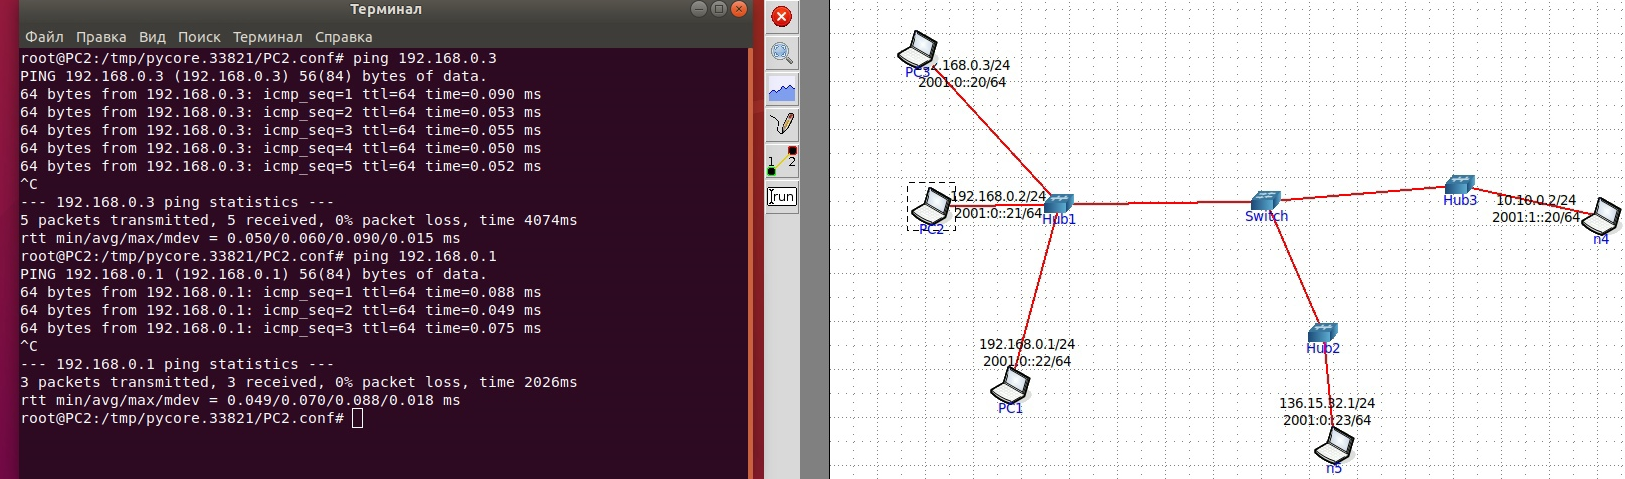 Терминал
Файл Правка Вид Поиск Терминал Справка
root@PC2:/tmp/pycore.33821/PC2.conf# ping 192.168.0.3
PING 192.168.0.3 (192.168.0.3) 56(84) bytes of data.
64 bytes from 192.168.0.3: icmp_seq=1 ttl=64 time=0.090 ms
64 bytes from 192.168.0.3: icmp_seq=2 ttl=64 time=0.053 ms
64 bytes from 192.168.0.3: icmp_seq=3 ttl=64 time=0.055 ms
64 bytes from 192.168.0.3: icmp_seq=4 ttl=64 time=0.050 ms
64 bytes from 192.168.0.3: icmp_seq=5 ttl=64 time=0.052 ms
^C
--- 192.168.0.3 ping statistics ---
5 packets transmitted, 5 received, 0% packet loss, time 4074ms
rtt min/avg/max/mdev = 0.050/0.060/0.090/0.015 ms
root@PC2:/tmp/pycore.33821/PC2.conf# ping 192.168.0.1
PING 192.168.0.1 (192.168.0.1) 56(84) bytes of data.
64 bytes from 192.168.0.1: icmp_seq=1 ttl=64 time=0.088 ms
64 bytes from 192.168.0.1: icmp_seq=2 ttl=64 time=0.049 ms
64 bytes from 192.168.0.1: icmp_seq=3 ttl=64 time=0.075 ms
^C
--- 192.168.0.1 ping statistics ---
3 packets transmitted, 3 received, 0% packet loss, time 2026ms
rtt min/avg/max/mdev = 0.049/0.070/0.088/0.018 ms
root@PC2:/tmp/pycore.33821/PC2.conf#
1 2
run
PC3
.168.0.3/24
2001:0::20/64
192.168.0.2/24
2001:0::21/64
PC2
Hub1
Switch
Hub3
10.10.0.2/24
2001:1::20/64
n4
192.168.0.1/24
2001:0::22/64
PC1
Hub2
136.15.32.1/24
2001:0::23/64
n5